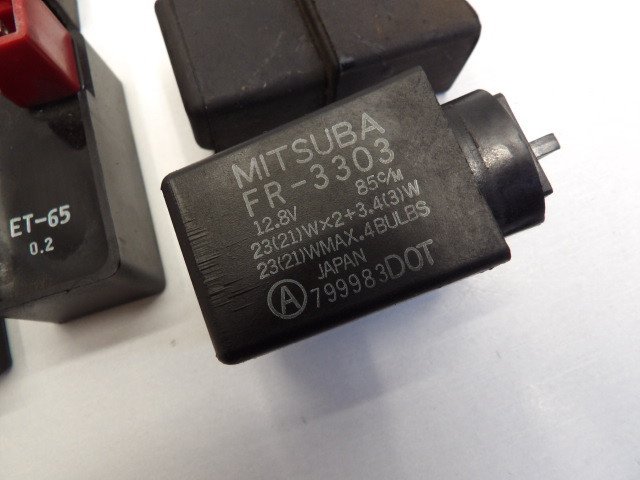 ET-65
0.2
MITSUBA
FR-3303
12.8V 85c/M
23(21)W×2+3.4(3)W
23(21)WMAX.4BULBS
JAPAN
A 799983DOT